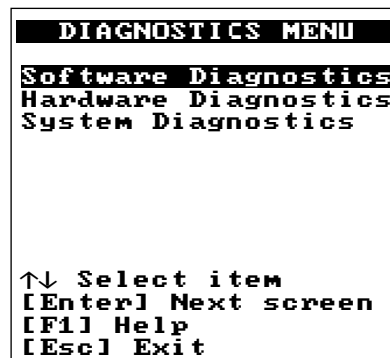 DIAGNOSTICS MENU
Software Diagnostics
Hardware Diagnostics
System Diagnostics
↑↓ Select item
[Enter] Next screen
[F1] Help
[Esc] Exit